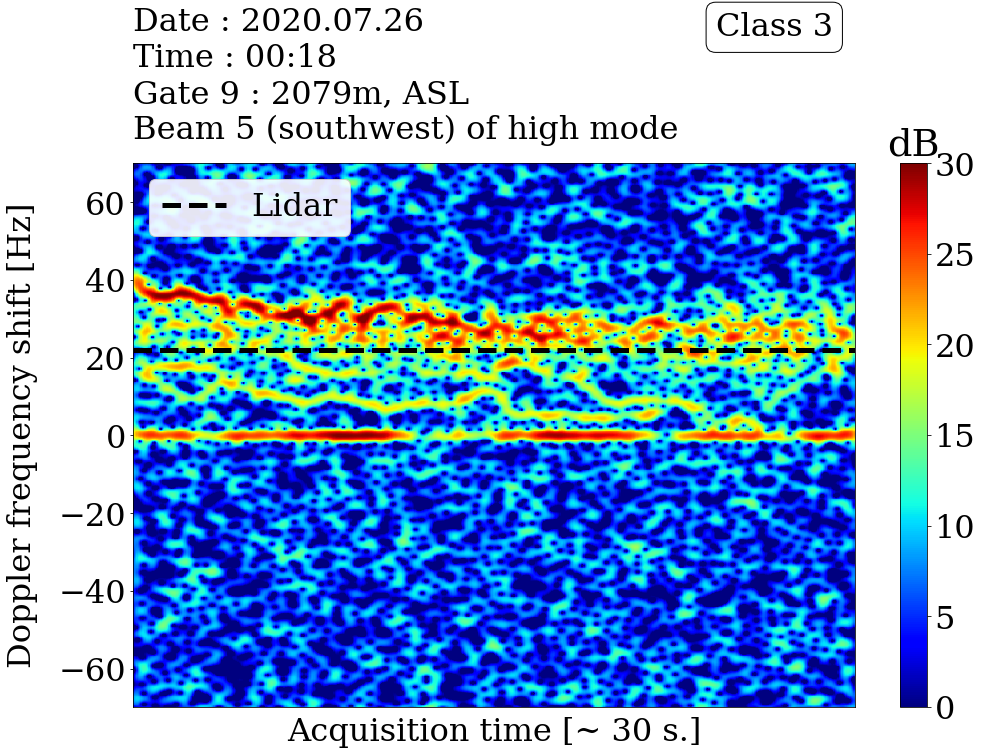 Date : 2020.07.26
Time : 00:18
Gate 9 : 2079m, ASL
Beam 5 (southwest) of high mode
Class 3
dB
Lidar
Doppler frequency shift [Hz]
60
40
20
0
−20
−40
−60
Acquisition time [~ 30 s.]
30
25
20
15
10
5
0